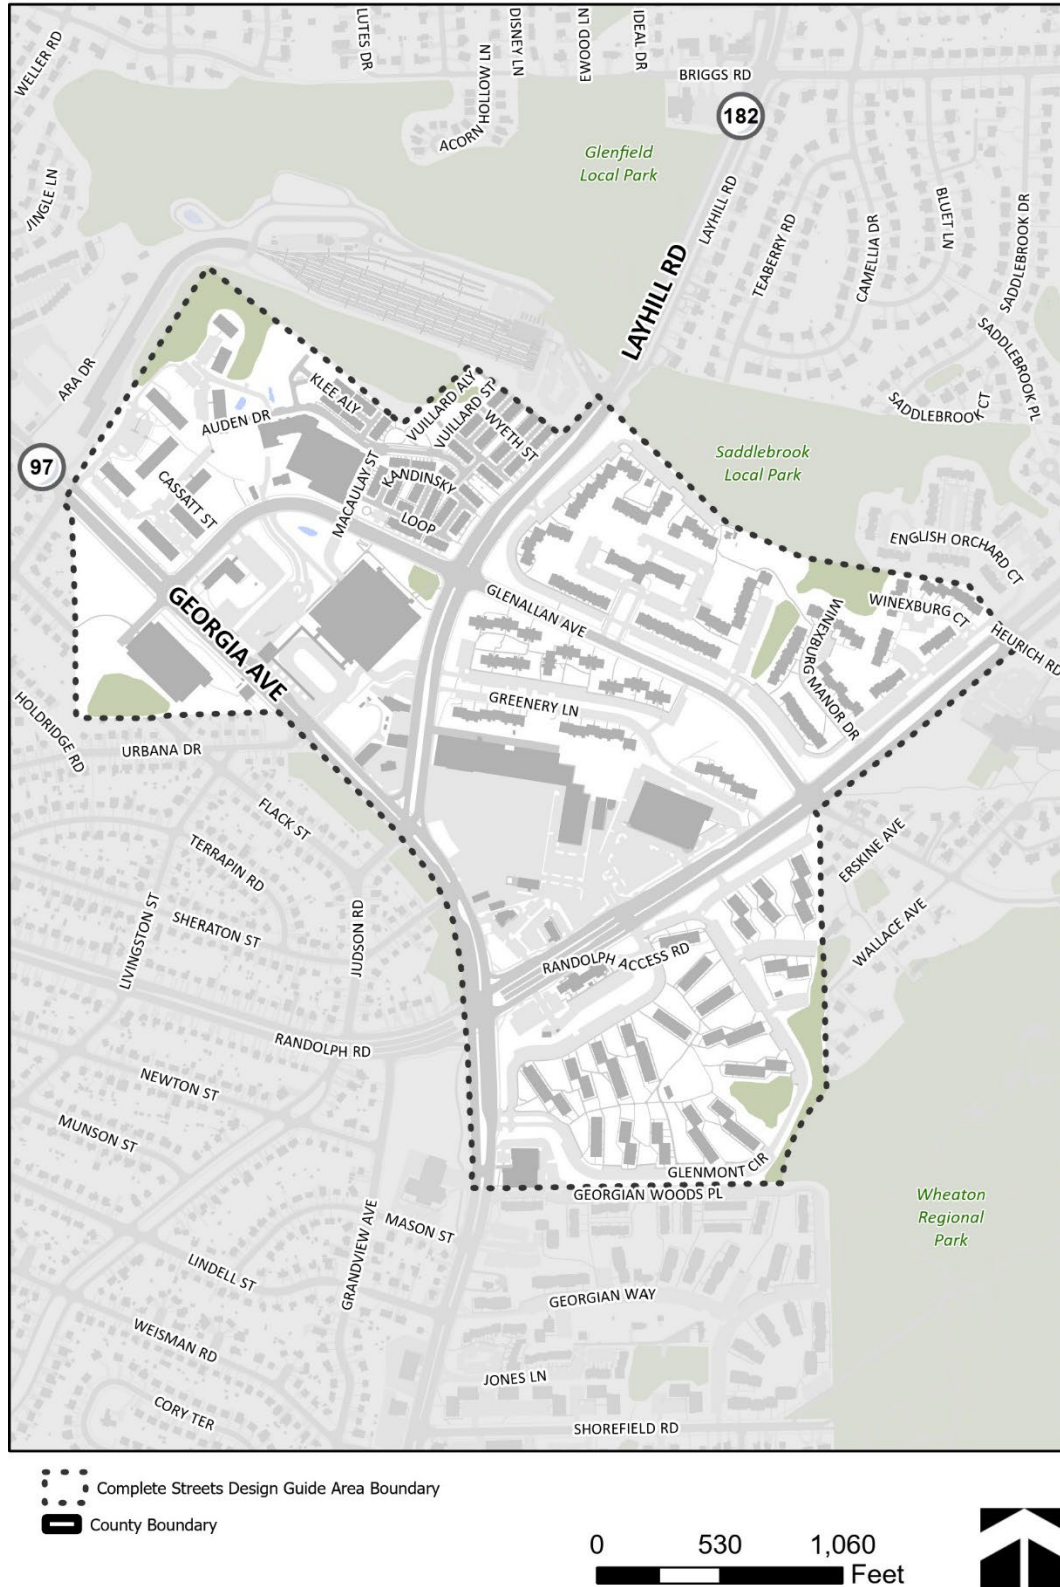 WELLER RD
LUTES DR
DISNEY LN
EWOOD LN
IDEAL DR
BRIGGS RD
182
ACORN HOLLOW LN
Glenfield
Local Park
JINGLE LN
LAYHILL RD
TEABERRY RD
CAMELLIA DR
BLUET LN
SADDLEBROOK DR
LAYHILL RD
ARA DR
SADDLEBROOK PL
SADDLEBROOK CT
KLEE ALY
VUILLARD ALY
VUILLARD ST
WYETH ST
AUDEN DR
97
CASSATT ST
MACAULAY ST
KANDINSKY
LOOP
Saddlebrook
Local Park
ENGLISH ORCHARD CT
GEORGIA AVE
GLENALLAN AVE
WINEXBURG CT
WINEXBURG MANOR DR
HEURICH RD
GREENERY LN
HOLDRIDGE RD
URBANA DR
FLACK ST
TERRAPIN RD
ERSKINE AVE
LIVINGSTON ST
SHERATON ST
JUDSON RD
WALLACE AVE
RANDOLPH ACCESS RD
RANDOLPH RD
NEWTON ST
MUNSON ST
GLENMONT CIR
GEORGIAN WOODS PL
Wheaton
Regional
Park
MASON ST
GRANDVIEW AVE
LINDELL ST
GEORGIAN WAY
WEISMAN RD
JONES LN
CORY TER
SHOREFIELD RD
Complete Streets Design Guide Area Boundary
County Boundary
0 530 1,060
Feet